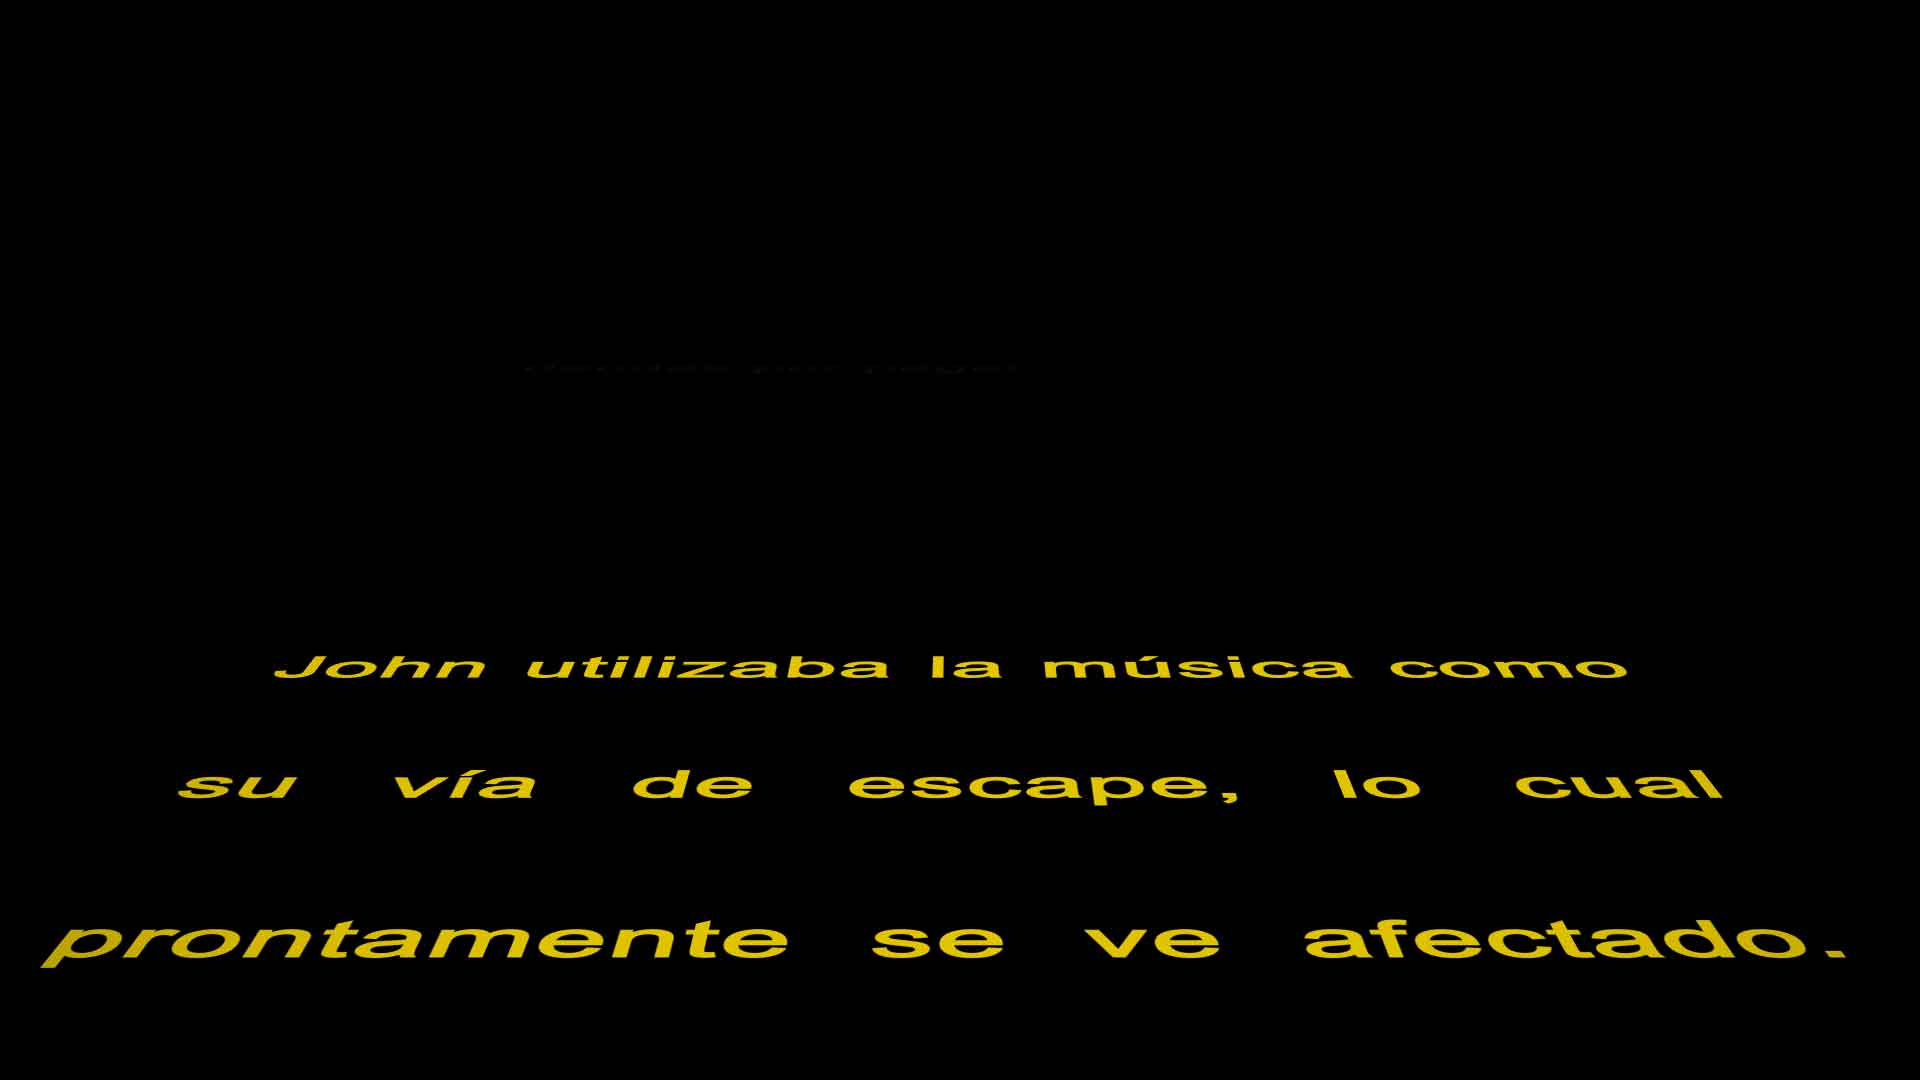 John utilizaba la música como
su vía de escape, lo cual
prontamente se ve afectado.